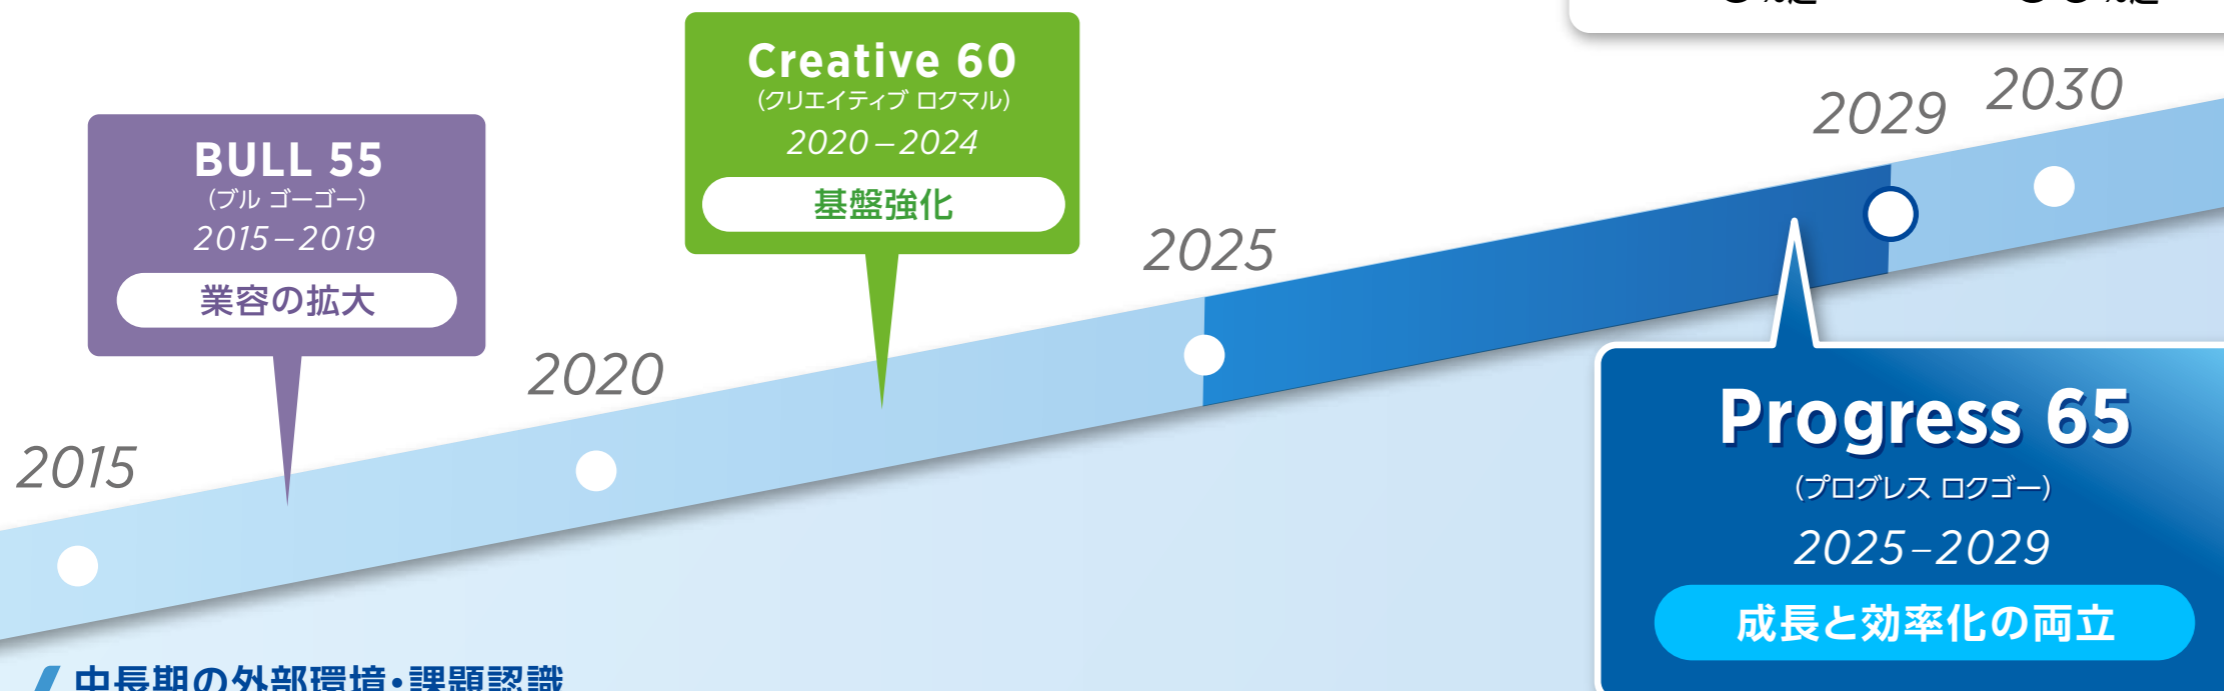 BULL 55
(ブル ゴーゴー)
2015–2019
業容の拡大
Creative 60
(クリエイティブ ロクマル)
2020–2024
基盤強化
2015
2020
2025
2029
2030
Progress 65
(プログレス ロクゴー)
2025–2029
成長と効率化の両立
中長期の外部環境・課題認識